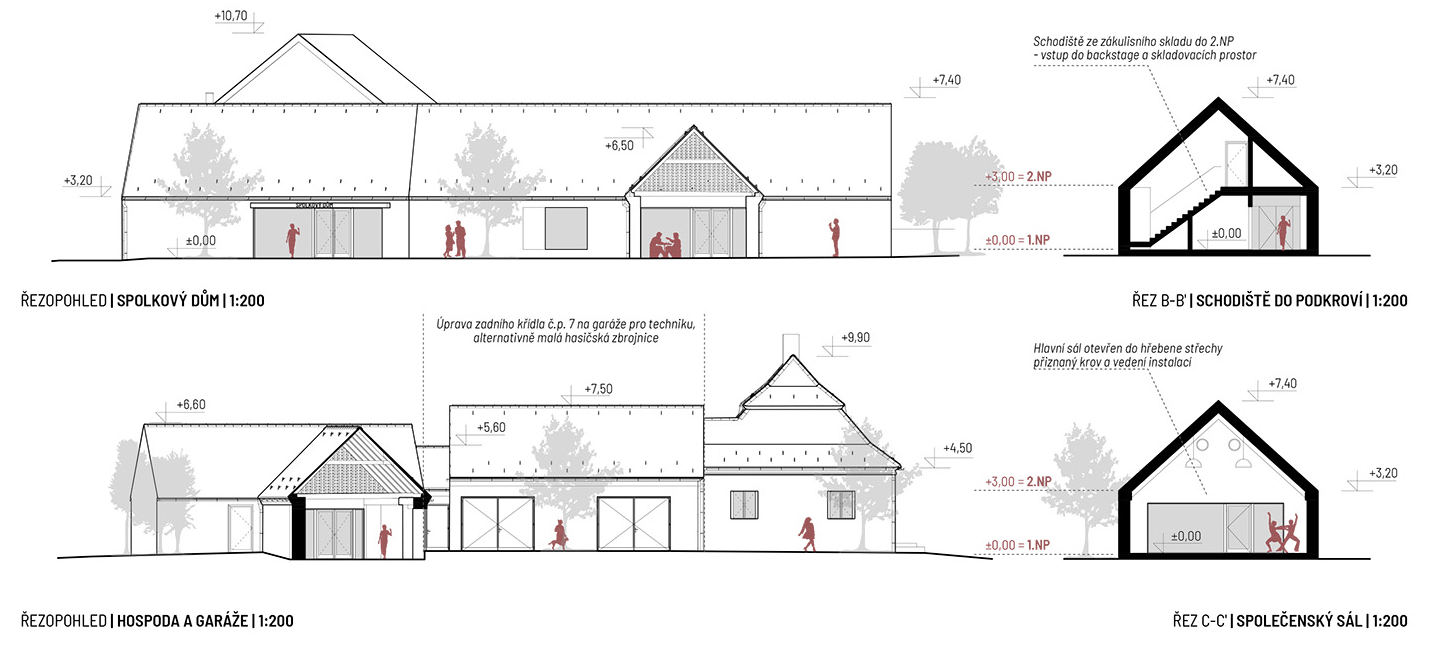 +10,70
+7,40
+6,50
+3,20
±0,00
SPOLKOVÝ DŮM
ŘEZOPOHLED | SPOLKOVÝ DŮM | 1:200
Schodiště ze zákulisního skladu do 2.NP
- vstup do backstage a skladovacích prostor
+7,40
+3,00 = 2.NP
+3,20
±0,00 = 1.NP
±0,00
ŘEZ B-B' | SCHODIŠTĚ DO PODKROVÍ | 1:200
Úprava zadního křídla č.p. 7 na garáže pro techniku,
alternativně malá hasičská zbrojnice
+9,90
+7,50
+6,60
+5,60
+4,50
ŘEZOPOHLED | HOSPODA A GARÁŽE | 1:200
Hlavní sál otevřen do hřebene střechy
přiznaný krov a vedení instalací
+7,40
+3,00 = 2.NP
+3,20
±0,00 = 1.NP
±0,00
ŘEZ C-C' | SPOLEČENSKÝ SÁL | 1:200